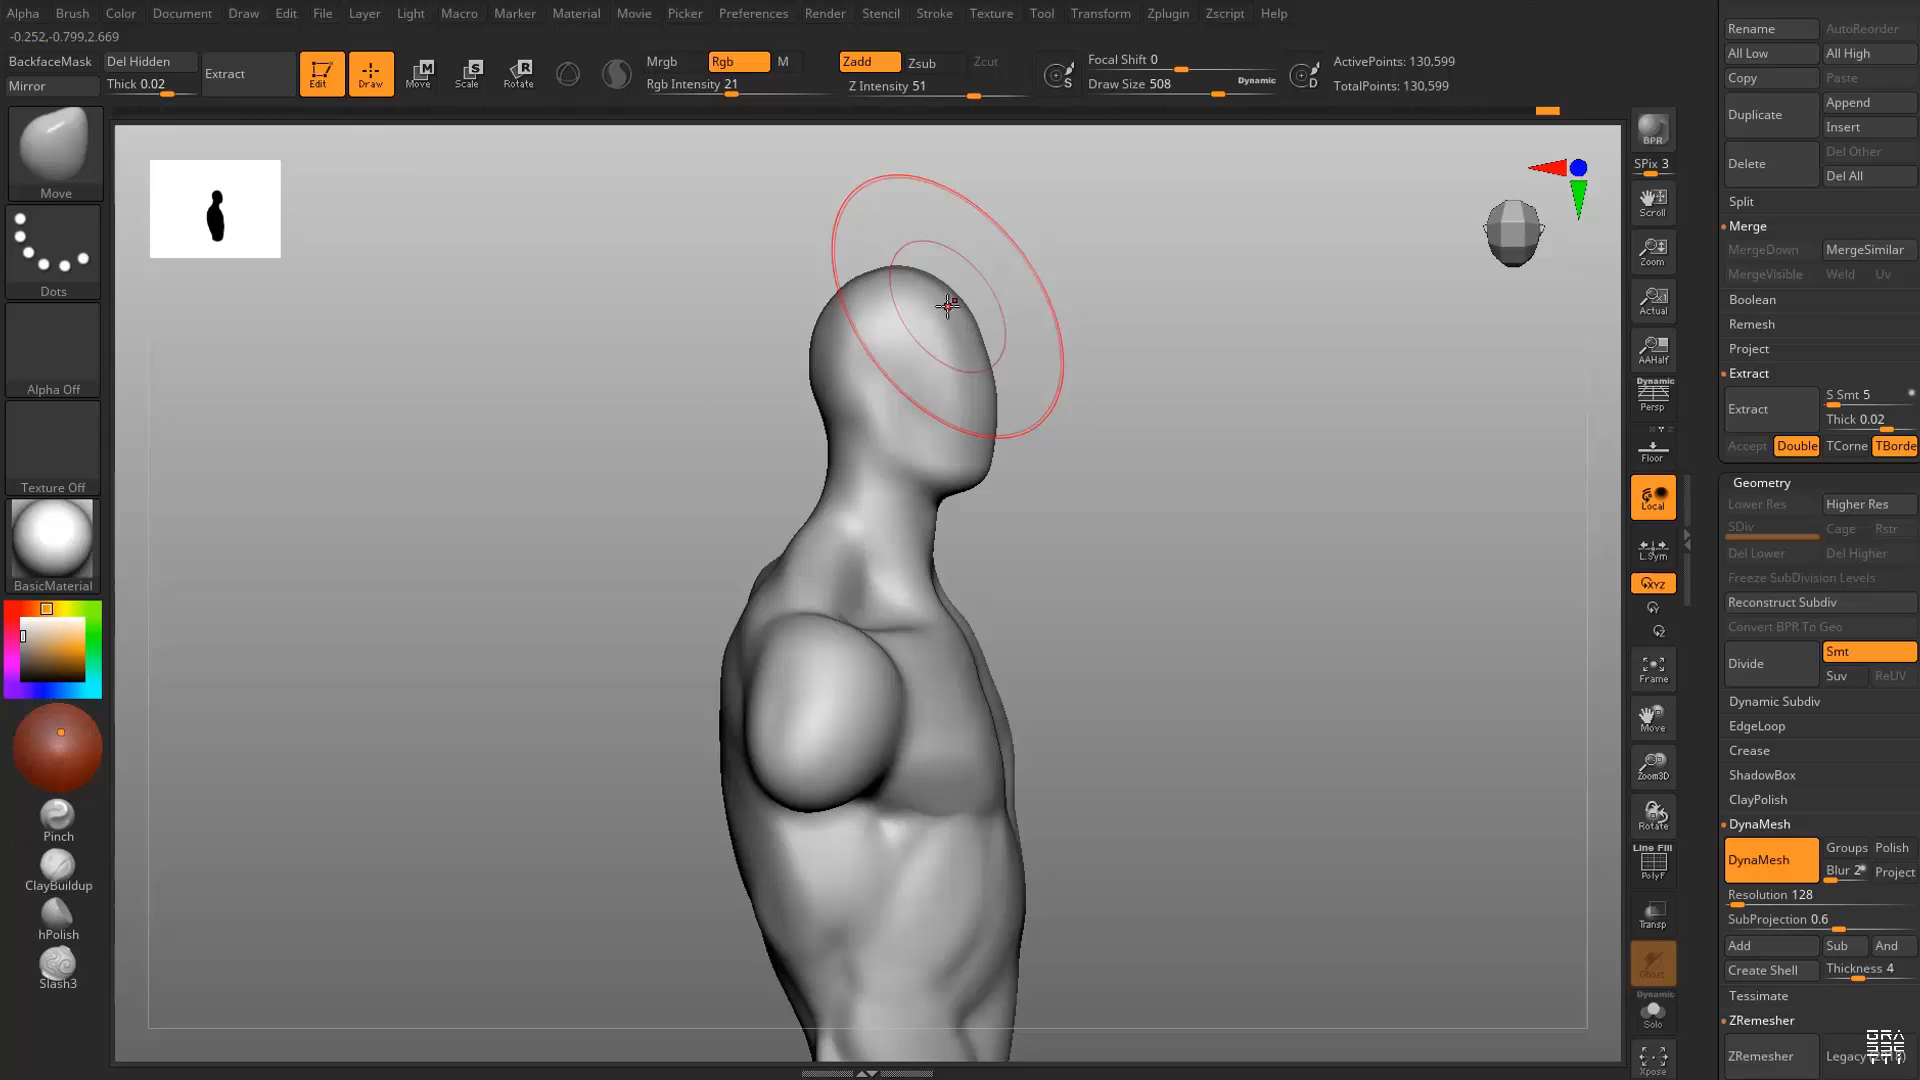 Alpha Brush Color Document Draw Edit File Layer Light Macro Marker Material Movie Picker Preferences Render Stencil Stroke Texture Tool Transform Zplugin Zscript Help
-0.252,-0.799,2.669
BackfaceMask Del Hidden
Mirror Thick 0.02
Extract
Edit Draw Move Scale Rotate
M S R
Mrgb Rgb M
Rgb Intensity 21
Zadd Zsub Zcut
Z Intensity 51
S
Focal Shift 0
Draw Size 508 Dynamic
D
ActivePoints: 130,599
TotalPoints: 130,599
Move
Dots
Alpha Off
Texture Off
BasicMaterial
Pinch
ClayBuildup
hPolish
Slash3
BPR
SPix 3
Scroll
Zoom
Actual
AAHalf
Dynamic
Persp
Floor
Local
L.Sym
XYZ
Y
Z
Frame
Move
Zoom3D
Rotate
Line Fill
PolyF
Transp
Ghost
Dynamic
Solo
Xpose
Rename AutoReorder
All Low All High
Copy Paste
Duplicate Append
Insert
Delete Del Other
Del All
Split
Merge
MergeDown MergeSimilar
MergeVisible Weld Uv
Boolean
Remesh
Project
Extract
Extract S Smt 5
Thick 0.02
Accept Double TCorne TBorde
Geometry
Lower Res Higher Res
SDiv Cage Rstr
Del Lower Del Higher
Freeze SubDivision Levels
Reconstruct Subdiv
Convert BPR To Geo
Divide Smt
Suv ReUV
Dynamic Subdiv
EdgeLoop
Crease
ShadowBox
ClayPolish
DynaMesh
DynaMesh Groups Polish
Blur 2 Project
Resolution 128
SubProjection 0.6
Add Sub And
Create Shell Thickness 4
Tessimate
ZRemesher
ZRemesher